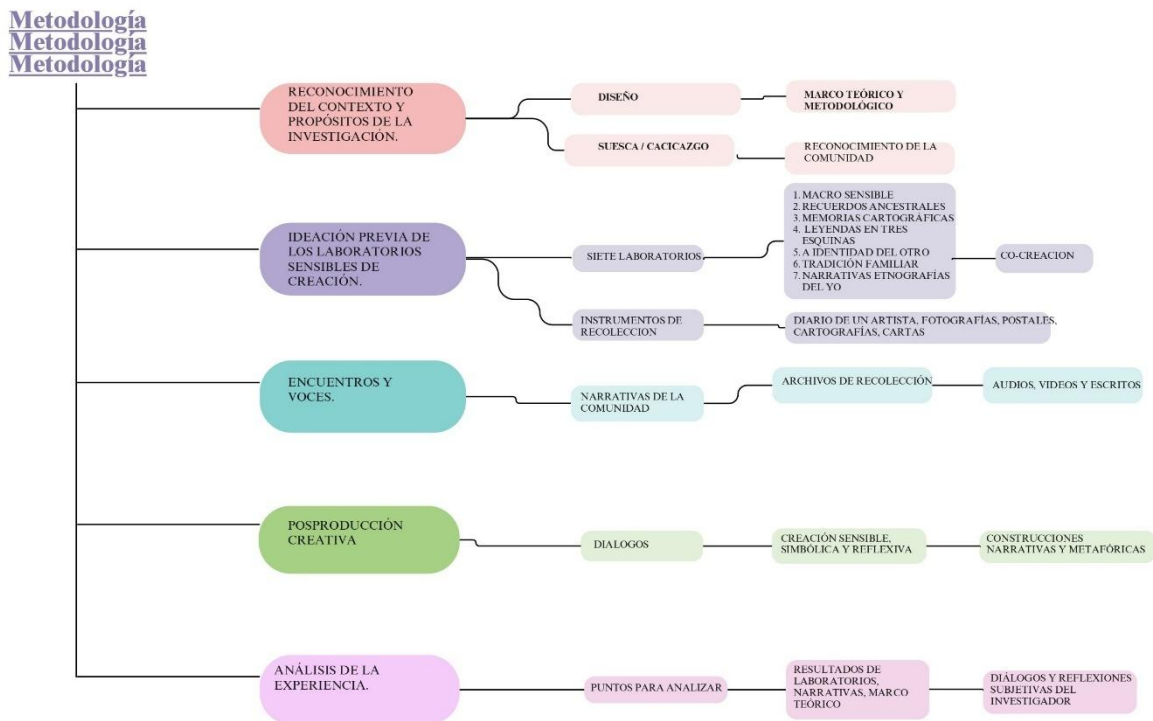 Metodología
Metodología
Metodología
RECONOCIMIENTO
DEL CONTEXTO Y
PROPÓSITOS DE LA
INVESTIGACIÓN.
DISEÑO
MARCO TEÓRICO Y
METODOLÓGICO
SUESCA / CACICAZGO
RECONOCIMIENTO DE LA
COMUNIDAD
IDEACIÓN PREVIA DE
LOS LABORATORIOS
SENSIBLES DE
CREACIÓN.
SIETE LABORATORIOS
1. MACRO SENSIBLE
2. RECUERDOS ANCESTRALES
3. MEMORIAS CARTOGRÁFICAS
4. LEYENDAS EN TRES
ESQUINAS
5. A IDENTIDAD DEL OTRO
6. TRADICIÓN FAMILIAR
7. NARRATIVAS ETNOGRAFÍAS
DEL YO
CO-CREACION
INSTRUMENTOS DE
RECOLECCION
DIARIO DE UN ARTISTA, FOTOGRAFÍAS, POSTALES,
CARTOGRAFÍAS, CARTAS
ENCUENTROS Y
VOCES.
NARRATIVAS DE LA
COMUNIDAD
ARCHIVOS DE RECOLECCIÓN
AUDIOS, VIDEOS Y ESCRITOS
POSPRODUCCIÓN
CREATIVA
DIALOGOS
CREACIÓN SENSIBLE,
SIMBÓLICA Y REFLEXIVA
CONSTRUCCIONES
NARRATIVAS Y METAFÓRICAS
ANÁLISIS DE LA
EXPERIENCIA.
PUNTOS PARA ANALIZAR
RESULTADOS DE
LABORATORIOS,
NARRATIVAS, MARCO
TEÓRICO
DIÁLOGOS Y REFLEXIONES
SUBJETIVAS DEL
INVESTIGADOR